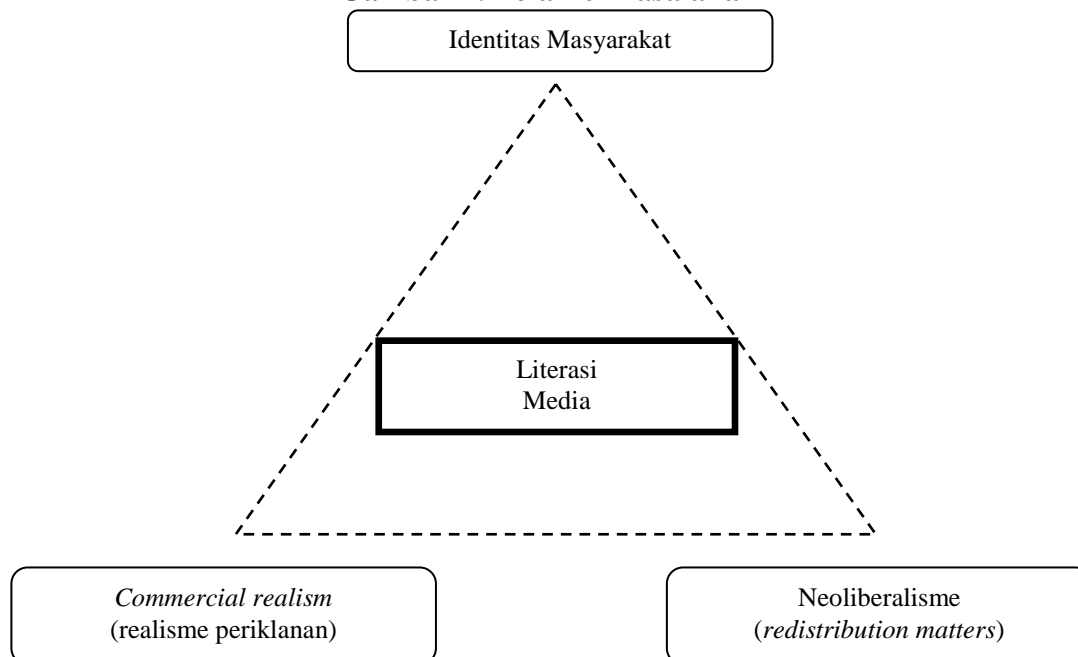 Identitas Masyarakat
Literasi
Media
Commercial realism
(realisme periklanan)
Neoliberalisme
(redistribution matters)